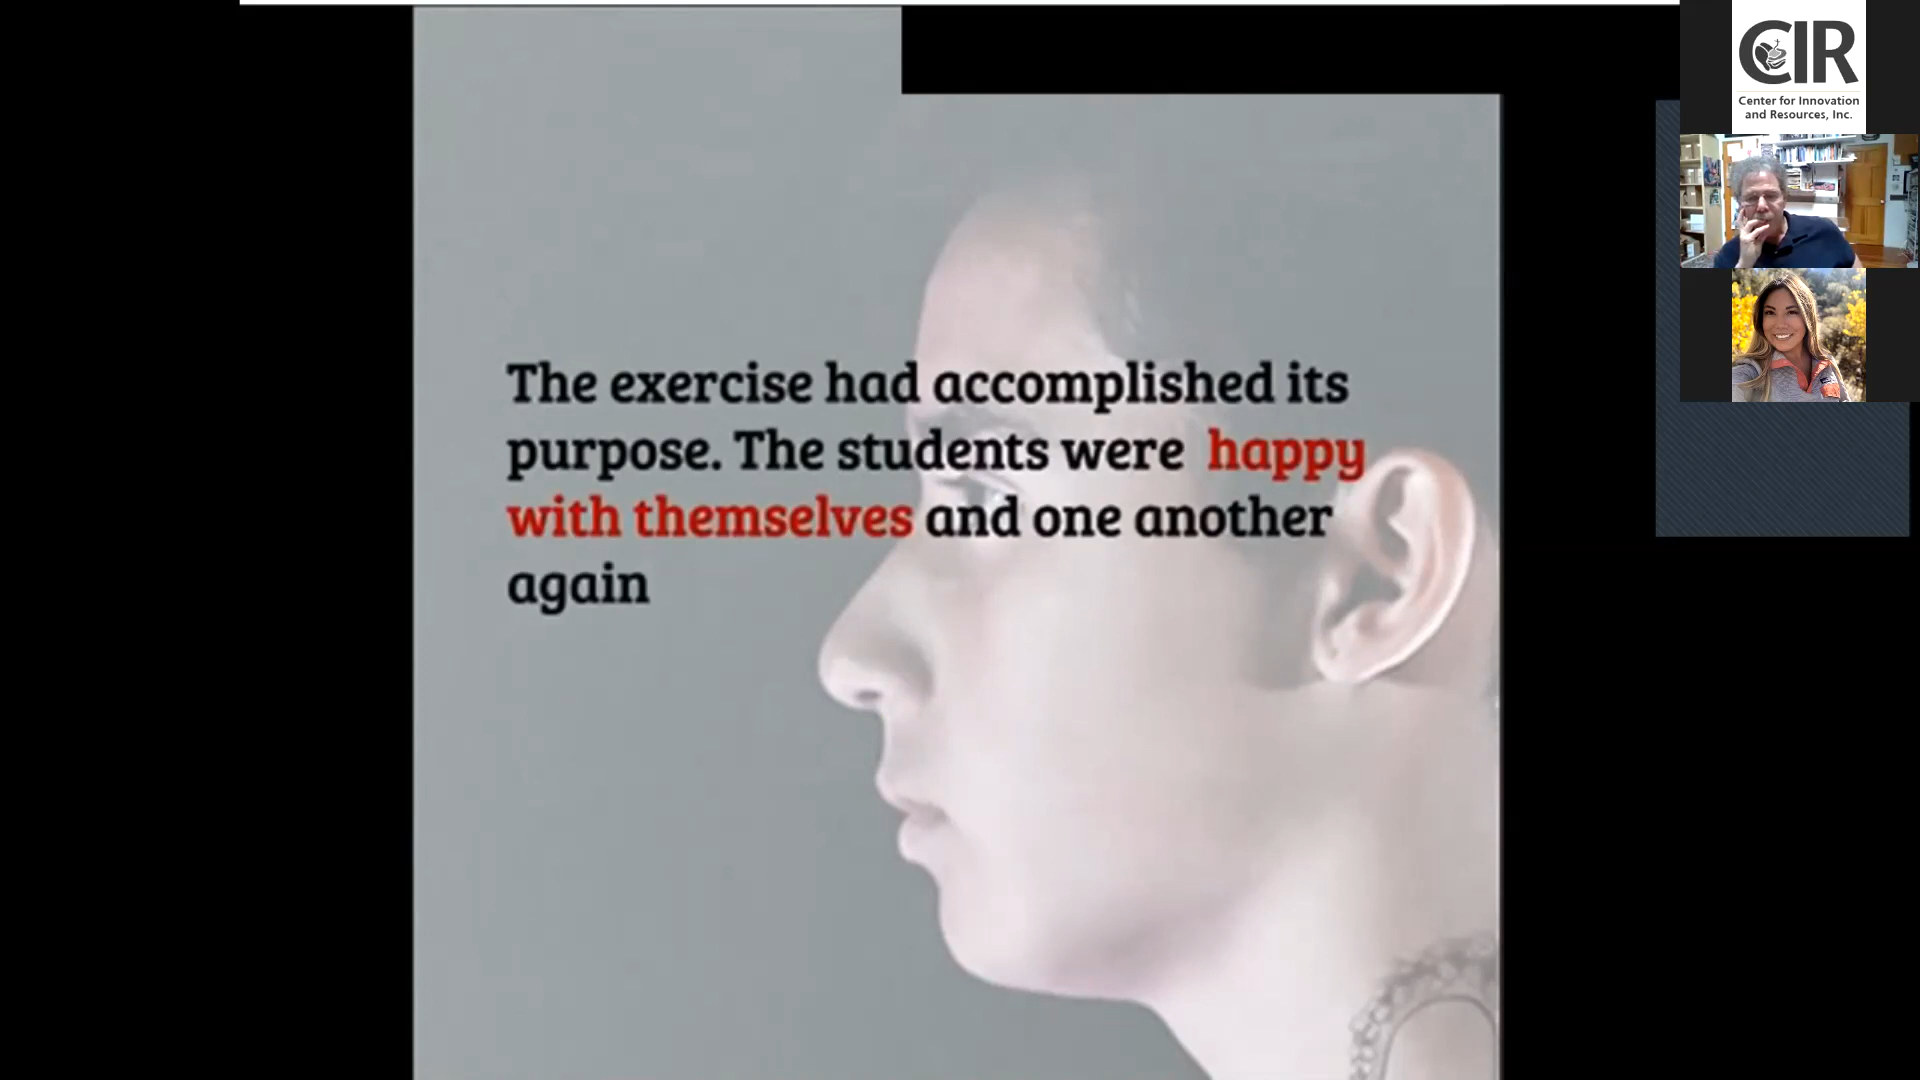 The exercise had accomplished its
purpose. The students were happy
with themselves and one another
again
CIR
Center for Innovation
and Resources, Inc.